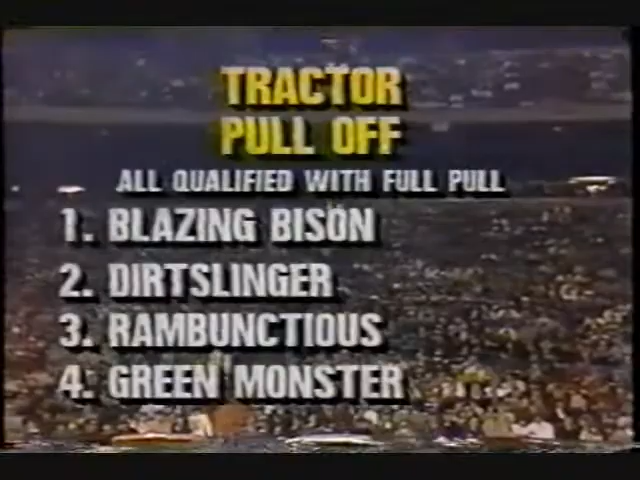 TRACTOR
PULL OFF
ALL QUALIFIED WITH FULL PULL
1. BLAZING BISON
2. DIRTSLINGER
3. RAMBUNCTIOUS
4. GREEN MONSTER